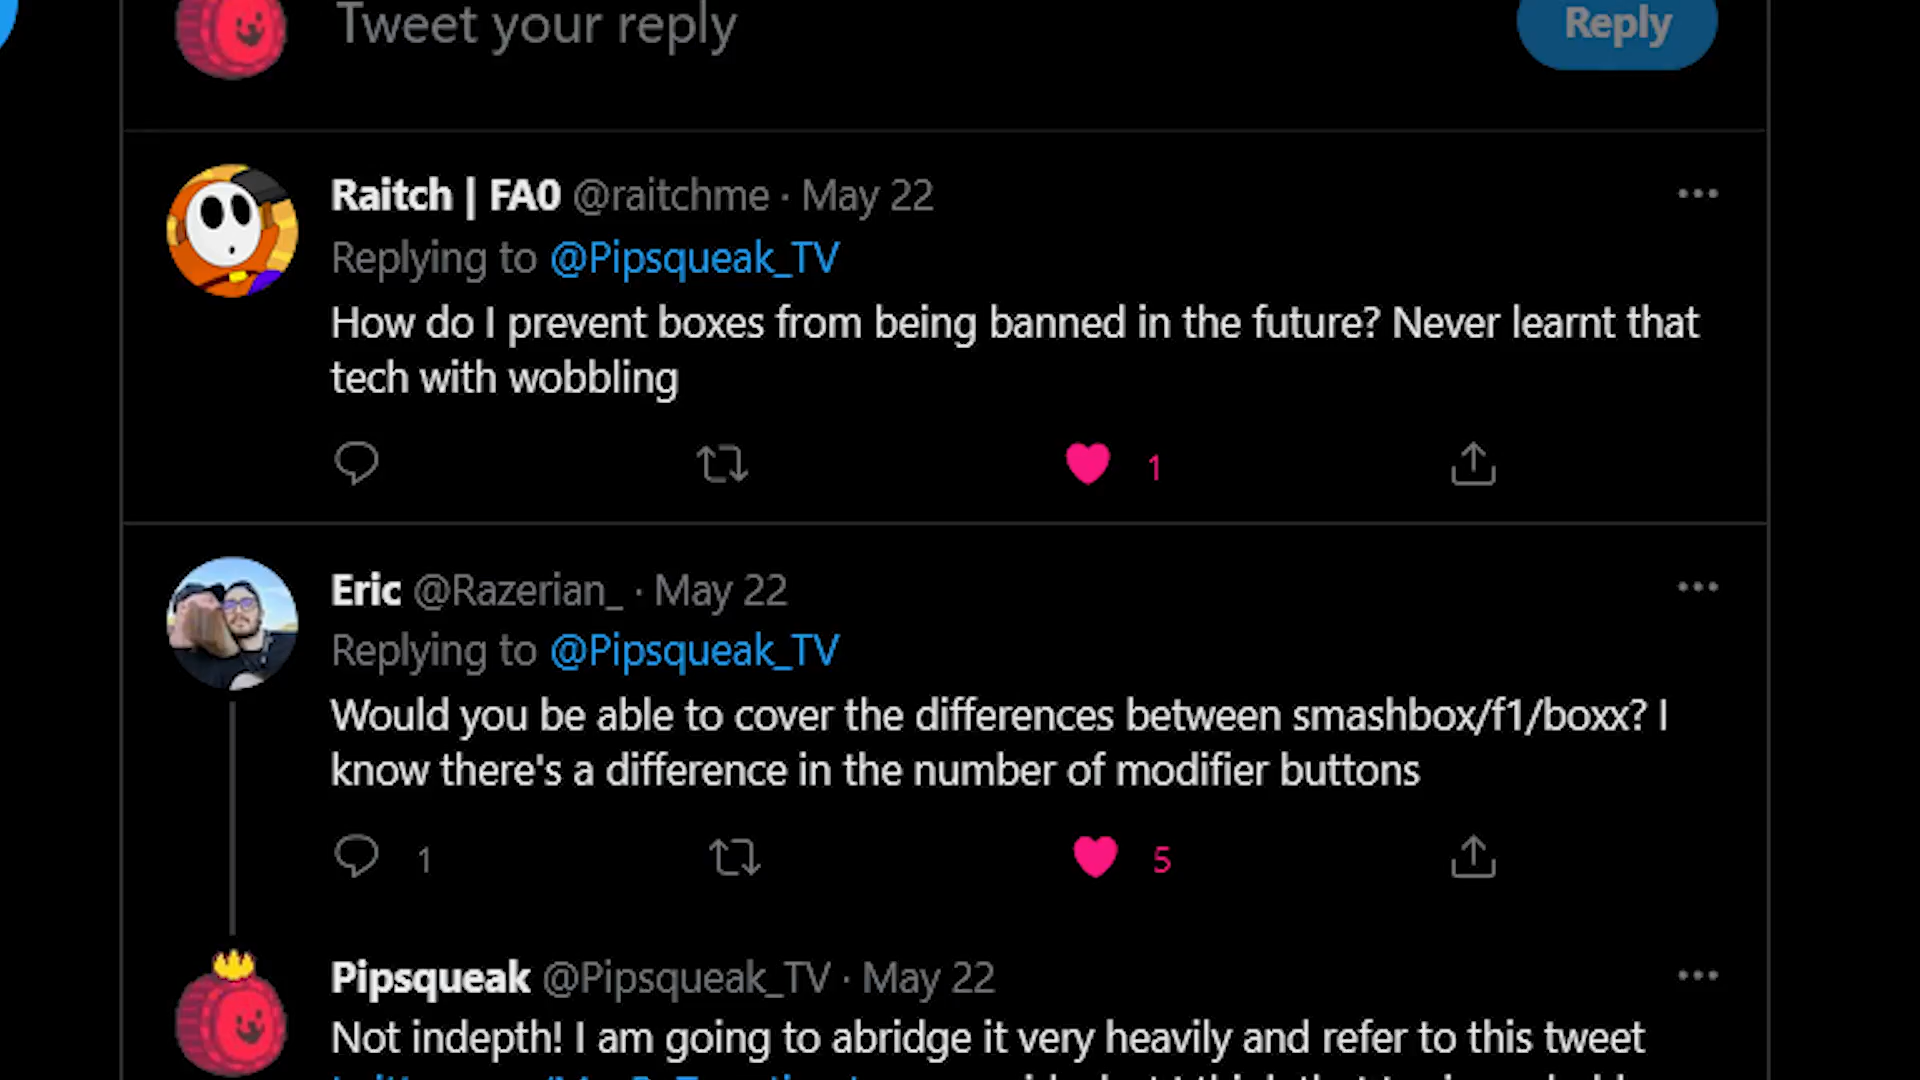 Tweet your reply
Reply
Raitch | FA0 @raitchme · May 22
Replying to @Pipsqueak_TV
How do I prevent boxes from being banned in the future? Never learnt that
tech with wobbling
1
Eric @Razerian_ · May 22
Replying to @Pipsqueak_TV
Would you be able to cover the differences between smashbox/f1/boxx? I
know there's a difference in the number of modifier buttons
1 5
Pipsqueak @Pipsqueak_TV · May 22
Not indepth! I am going to abridge it very heavily and refer to this tweet